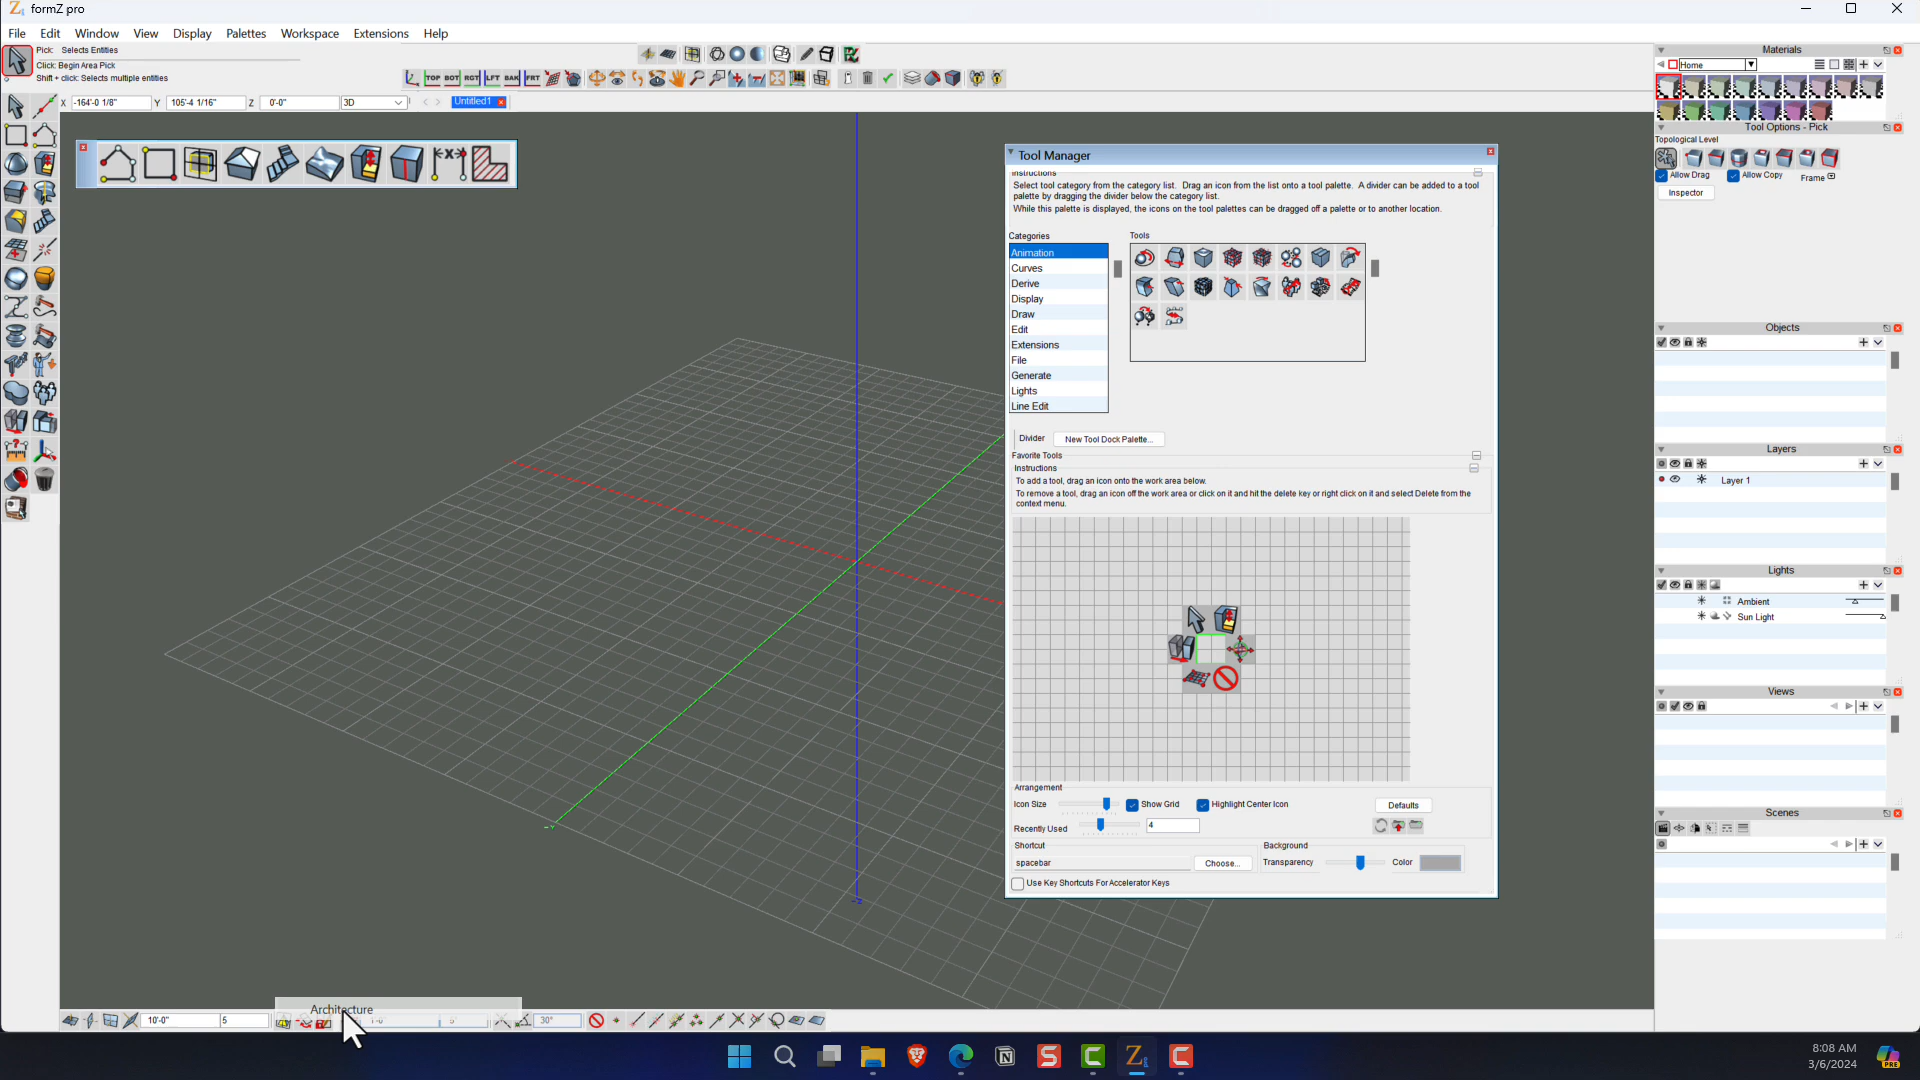 formZ pro
File Edit Window View Display Palettes Workspace Extensions Help
Pick: Selects Entities
Click: Begin Area Pick
Shift + click: Selects multiple entities
TOP BOT RGT LFT BAK FRT
X -164'-0 1/8" Y 105'-4 1/16" Z 0'-0" 3D
Untitled1
Tool Manager
Instructions
Select tool category from the category list. Drag an icon from the list onto a tool palette. A divider can be added to a tool
palette by dragging the divider below the category list.
While this palette is displayed, the icons on the tool palettes can be dragged off a palette or to another location.
Categories Tools
Animation
Curves
Derive
Display
Draw
Edit
Extensions
File
Generate
Lights
Line Edit
Divider New Tool Dock Palette...
Favorite Tools
Instructions
To add a tool, drag an icon onto the work area below.
To remove a tool, drag an icon off the work area or click on it and hit the delete key or right click on it and select Delete from the
context menu.
Arrangement
Icon Size Show Grid Highlight Center Icon Defaults
Recently Used 4
Shortcut Background
spacebar Choose... Transparency Color
Use Key Shortcuts For Accelerator Keys
Materials
Home
Tool Options - Pick
Topological Level
Allow Drag Allow Copy Frame
Inspector
Objects
Layers
Layer 1
Lights
Ambient
Sun Light
Views
Scenes
Architecture
10'-0" 5 30°
8:08 AM
3/6/2024
PRE